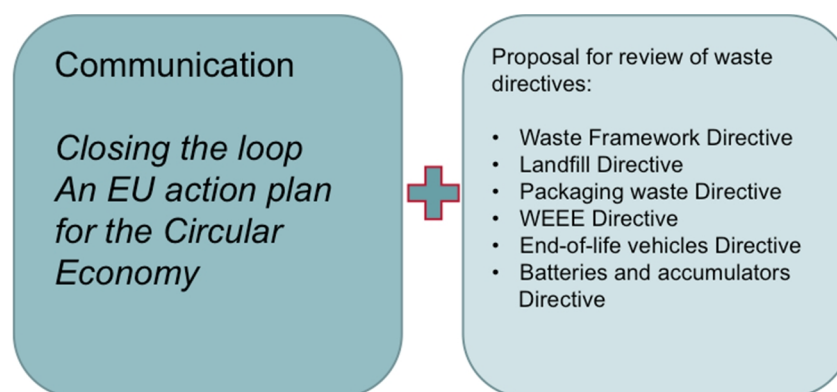 Communication
Closing the loop
An EU action plan
for the Circular
Economy
Proposal for review of waste
directives:
• Waste Framework Directive
• Landfill Directive
• Packaging waste Directive
• WEEE Directive
• End-of-life vehicles Directive
• Batteries and accumulators
Directive